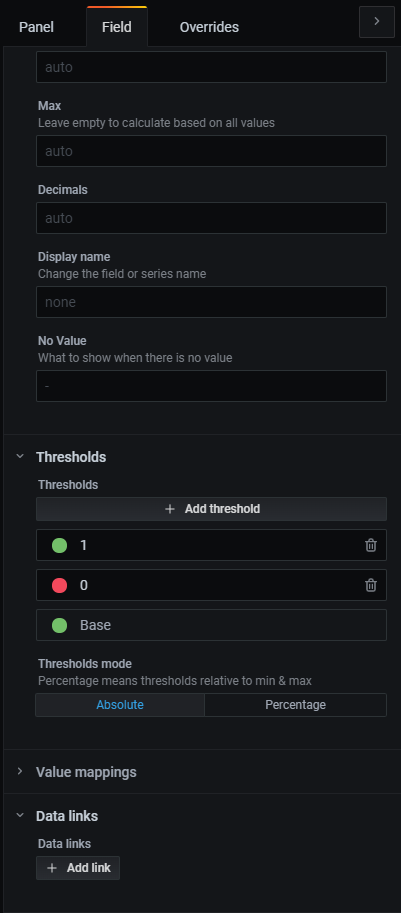 Panel Field Overrides
auto
Max
Leave empty to calculate based on all values
auto
Decimals
auto
Display name
Change the field or series name
none
No Value
What to show when there is no value
-
Thresholds
Thresholds
+ Add threshold
1
0
Base
Thresholds mode
Percentage means thresholds relative to min & max
Absolute Percentage
Value mappings
Data links
Data links
+ Add link